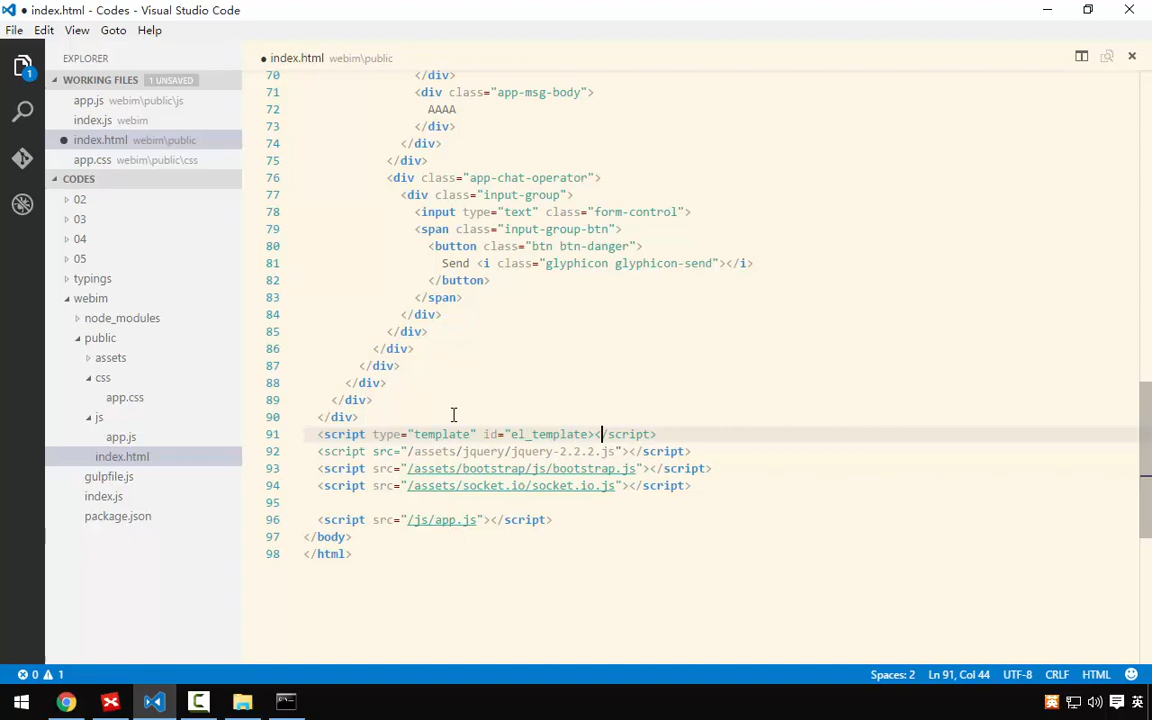 index.html - Codes - Visual Studio Code
File Edit View Goto Help
EXPLORER
WORKING FILES 1 UNSAVED
app.js webim\public\js
index.js webim
index.html webim\public
app.css webim\public\css
CODES
02
03
04
05
typings
webim
node_modules
public
assets
css
app.css
js
app.js
index.html
gulpfile.js
index.js
package.json
1
index.html webim\public
70 </div>
71 <div class="app-msg-body">
72 AAAA
73 </div>
74 </div>
75 </div>
76 <div class="app-chat-operator">
77 <div class="input-group">
78 <input type="text" class="form-control">
79 <span class="input-group-btn">
80 <button class="btn btn-danger">
81 Send <i class="glyphicon glyphicon-send"></i>
82 </button>
83 </span>
84 </div>
85 </div>
86 </div>
87 </div>
88 </div>
89 </div>
90 </div>
91 <script type="template" id="el_template></script>
92 <script src="/assets/jquery/jquery-2.2.2.js"></script>
93 <script src="/assets/bootstrap/js/bootstrap.js"></script>
94 <script src="/assets/socket.io/socket.io.js"></script>
95
96 <script src="/js/app.js"></script>
97 </body>
98 </html>
0 1 Spaces: 2 Ln 91, Col 44 UTF-8 CRLF HTML
英 英